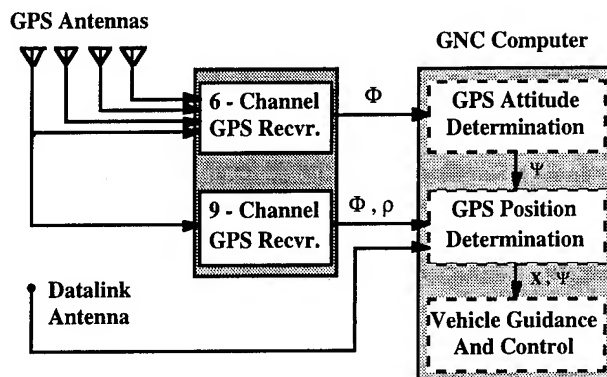 GPS Antennas
GNC Computer
6 - Channel
GPS Recvr.
Φ
GPS Attitude
Determination
Ψ
9 - Channel
GPS Recvr.
Φ , ρ
GPS Position
Determination
X, Ψ
Datalink
Antenna
Vehicle Guidance
And Control